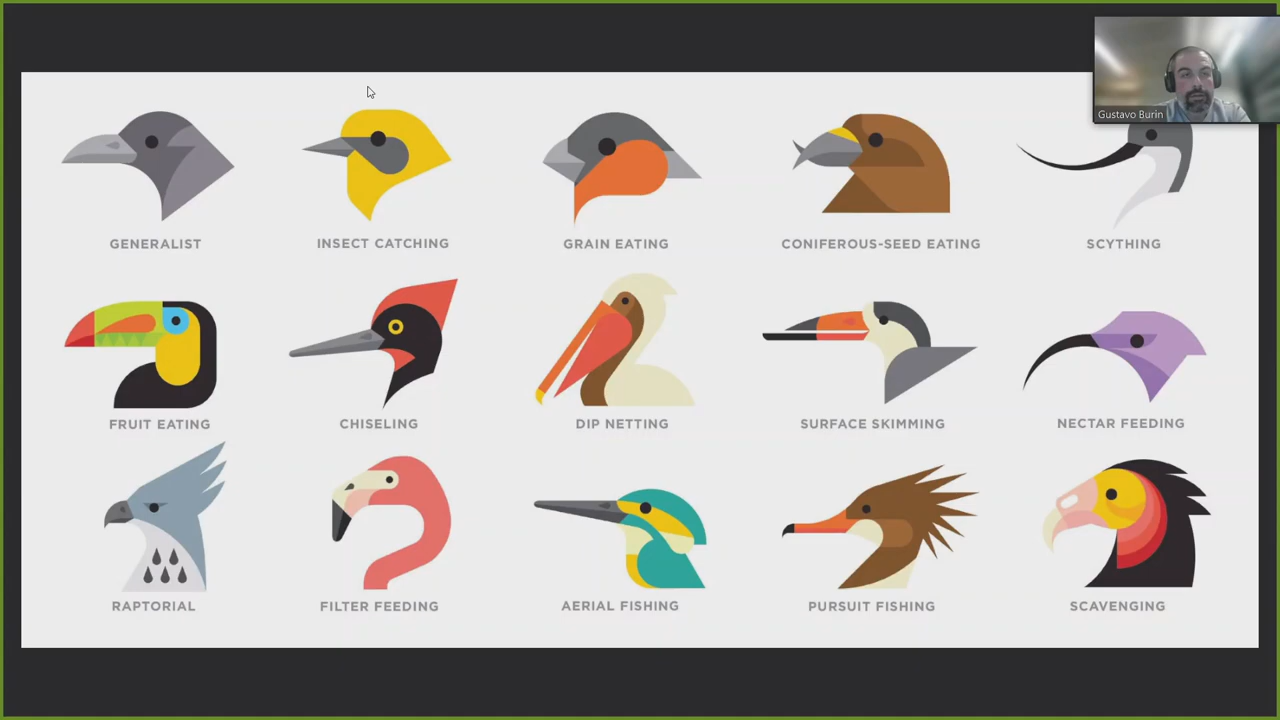 Gustavo Burin
GENERALIST
INSECT CATCHING
GRAIN EATING
CONIFEROUS-SEED EATING
SCYTHING
FRUIT EATING
CHISELING
DIP NETTING
SURFACE SKIMMING
NECTAR FEEDING
RAPTORIAL
FILTER FEEDING
AERIAL FISHING
PURSUIT FISHING
SCAVENGING